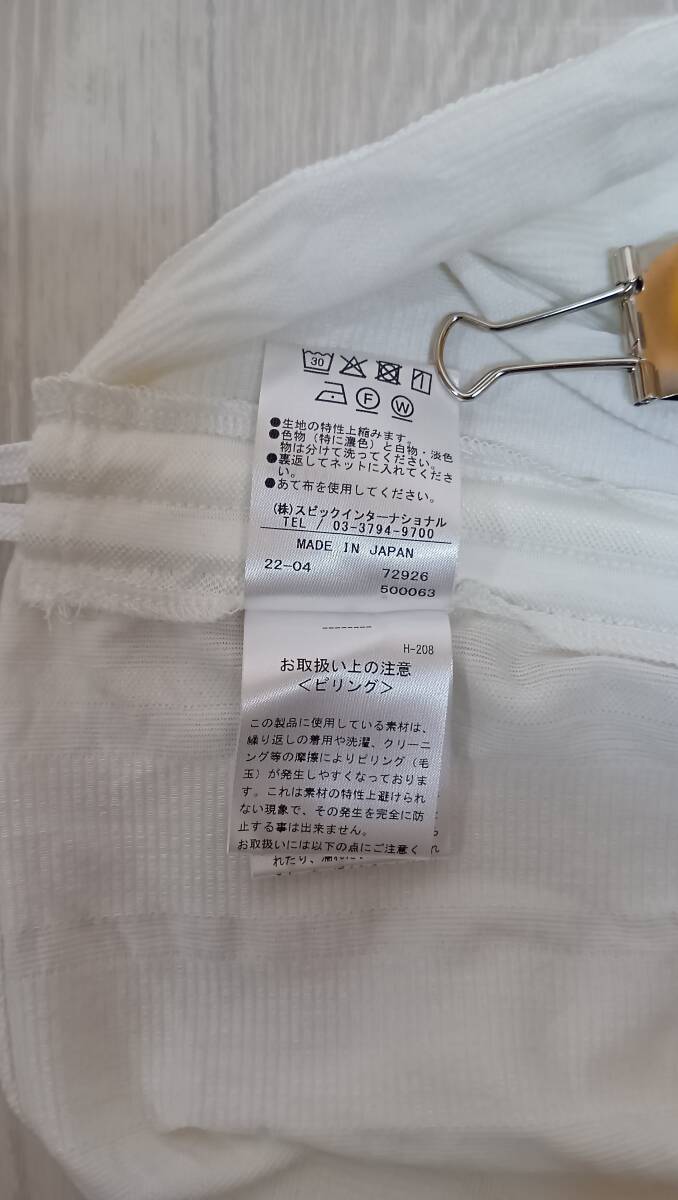 30
F W
●生地の特性上縮みます。
●色物(特に濃色)と白物・淡色
物は分けて洗ってください。
●裏返してネットに入れてくださ
い。
●あて布を使用してください。
(株)スピックインターナショナル
TEL / 03-3794-9700
MADE IN JAPAN
22-04 72926
500063
--------
H-208
お取扱い上の注意
<ピリング>
この製品に使用している素材は、
繰り返しの着用や洗濯、クリーニ
ング等の摩擦によりピリング(毛
玉)が発生しやすくなっておりま
す。これは素材の特性上避けられ
ない現象で、その発生を完全に防
止する事は出来ません。
お取扱いには以下の点にご注意く
れたり、